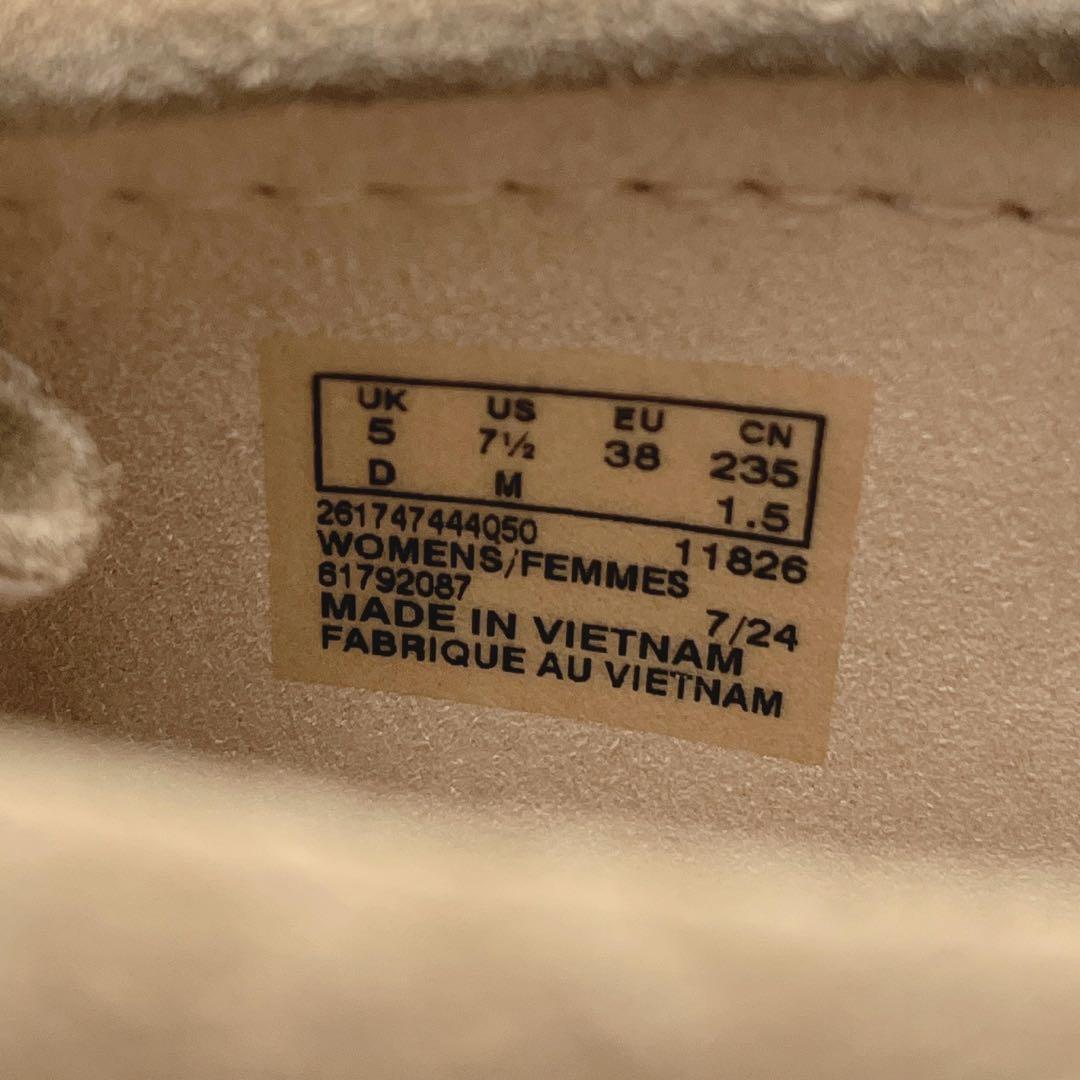 UK US EU CN
5 7½ 38 235
D M 1.5
261747444Q50 11826
WOMENS/FEMMES
61792087 7/24
MADE IN VIETNAM
FABRIQUE AU VIETNAM